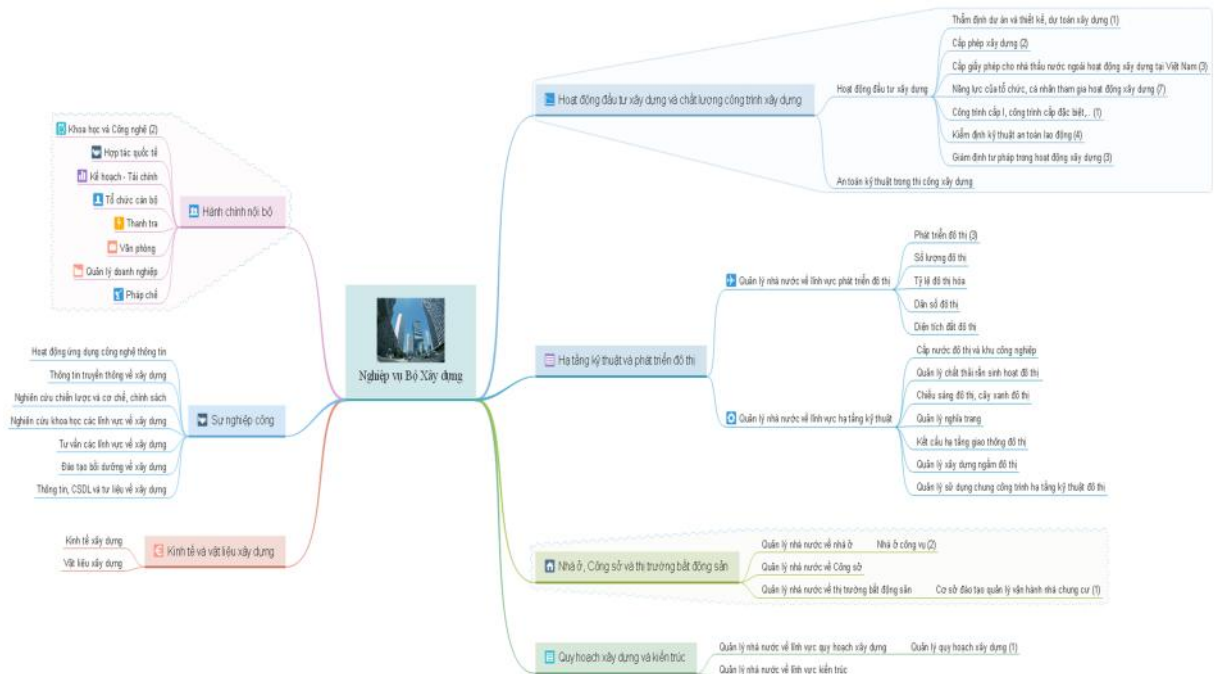 Nghiệp vụ Bộ Xây dựng
Hoạt động đầu tư xây dựng và chất lượng công trình xây dựng
Hoạt động đầu tư xây dựng
Thẩm định dự án và thiết kế, dự toán xây dựng (1)
Cấp phép xây dựng (2)
Cấp giấy phép cho nhà thầu nước ngoài hoạt động xây dựng tại Việt Nam (3)
Năng lực của tổ chức, cá nhân tham gia hoạt động xây dựng (7)
Công trình cấp I, công trình cấp đặc biệt,.. (1)
Kiểm định kỹ thuật an toàn lao động (4)
Giám định tư pháp trong hoạt động xây dựng (3)
An toàn kỹ thuật trong thi công xây dựng
Hạ tầng kỹ thuật và phát triển đô thị
Quản lý nhà nước về lĩnh vực phát triển đô thị
Phát triển đô thị (3)
Số lượng đô thị
Tỷ lệ đô thị hóa
Dân số đô thị
Diện tích đất đô thị
Quản lý nhà nước về lĩnh vực hạ tầng kỹ thuật
Cấp nước đô thị và khu công nghiệp
Quản lý chất thải rắn sinh hoạt đô thị
Chiếu sáng đô thị, cây xanh đô thị
Quản lý nghĩa trang
Kết cấu hạ tầng giao thông đô thị
Quản lý xây dựng ngầm đô thị
Quản lý sử dụng chung công trình hạ tầng kỹ thuật đô thị
Nhà ở, Công sở và thị trường bất động sản
Quản lý nhà nước về nhà ở
Nhà ở công vụ (2)
Quản lý nhà nước về Công sở
Quản lý nhà nước về thị trường bất động sản
Cơ sở đào tạo quản lý vận hành nhà chung cư (1)
Quy hoạch xây dựng và kiến trúc
Quản lý nhà nước về lĩnh vực quy hoạch xây dựng
Quản lý quy hoạch xây dựng (1)
Quản lý nhà nước về lĩnh vực kiến trúc
Hành chính nội bộ
Khoa học và Công nghệ (2)
Hợp tác quốc tế
Kế hoạch - Tài chính
Tổ chức cán bộ
Thanh tra
Văn phòng
Quản lý doanh nghiệp
Pháp chế
Sự nghiệp công
Hoạt động ứng dụng công nghệ thông tin
Thông tin truyền thông về xây dựng
Nghiên cứu chiến lược và cơ chế, chính sách
Nghiên cứu khoa học các lĩnh vực về xây dựng
Tư vấn các lĩnh vực về xây dựng
Đào tạo bồi dưỡng về xây dựng
Thông tin, CSDL và tư liệu về xây dựng
Kinh tế và vật liệu xây dựng
Kinh tế xây dựng
Vật liệu xây dựng